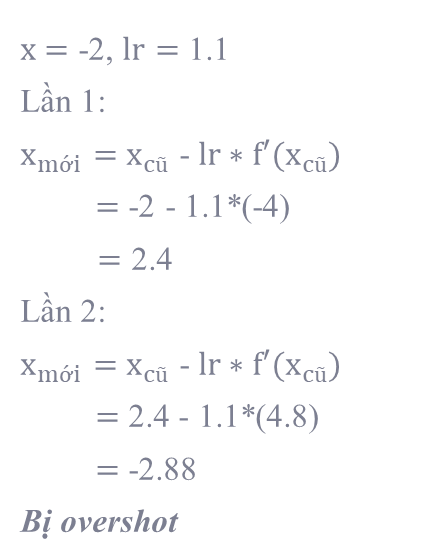 x = -2, lr = 1.1
Lần 1:
xmới = xcũ - lr ∗ f′(xcũ)
= -2 - 1.1*(-4)
= 2.4
Lần 2:
xmới = xcũ - lr ∗ f′(xcũ)
= 2.4 - 1.1*(4.8)
= -2.88
Bị overshot